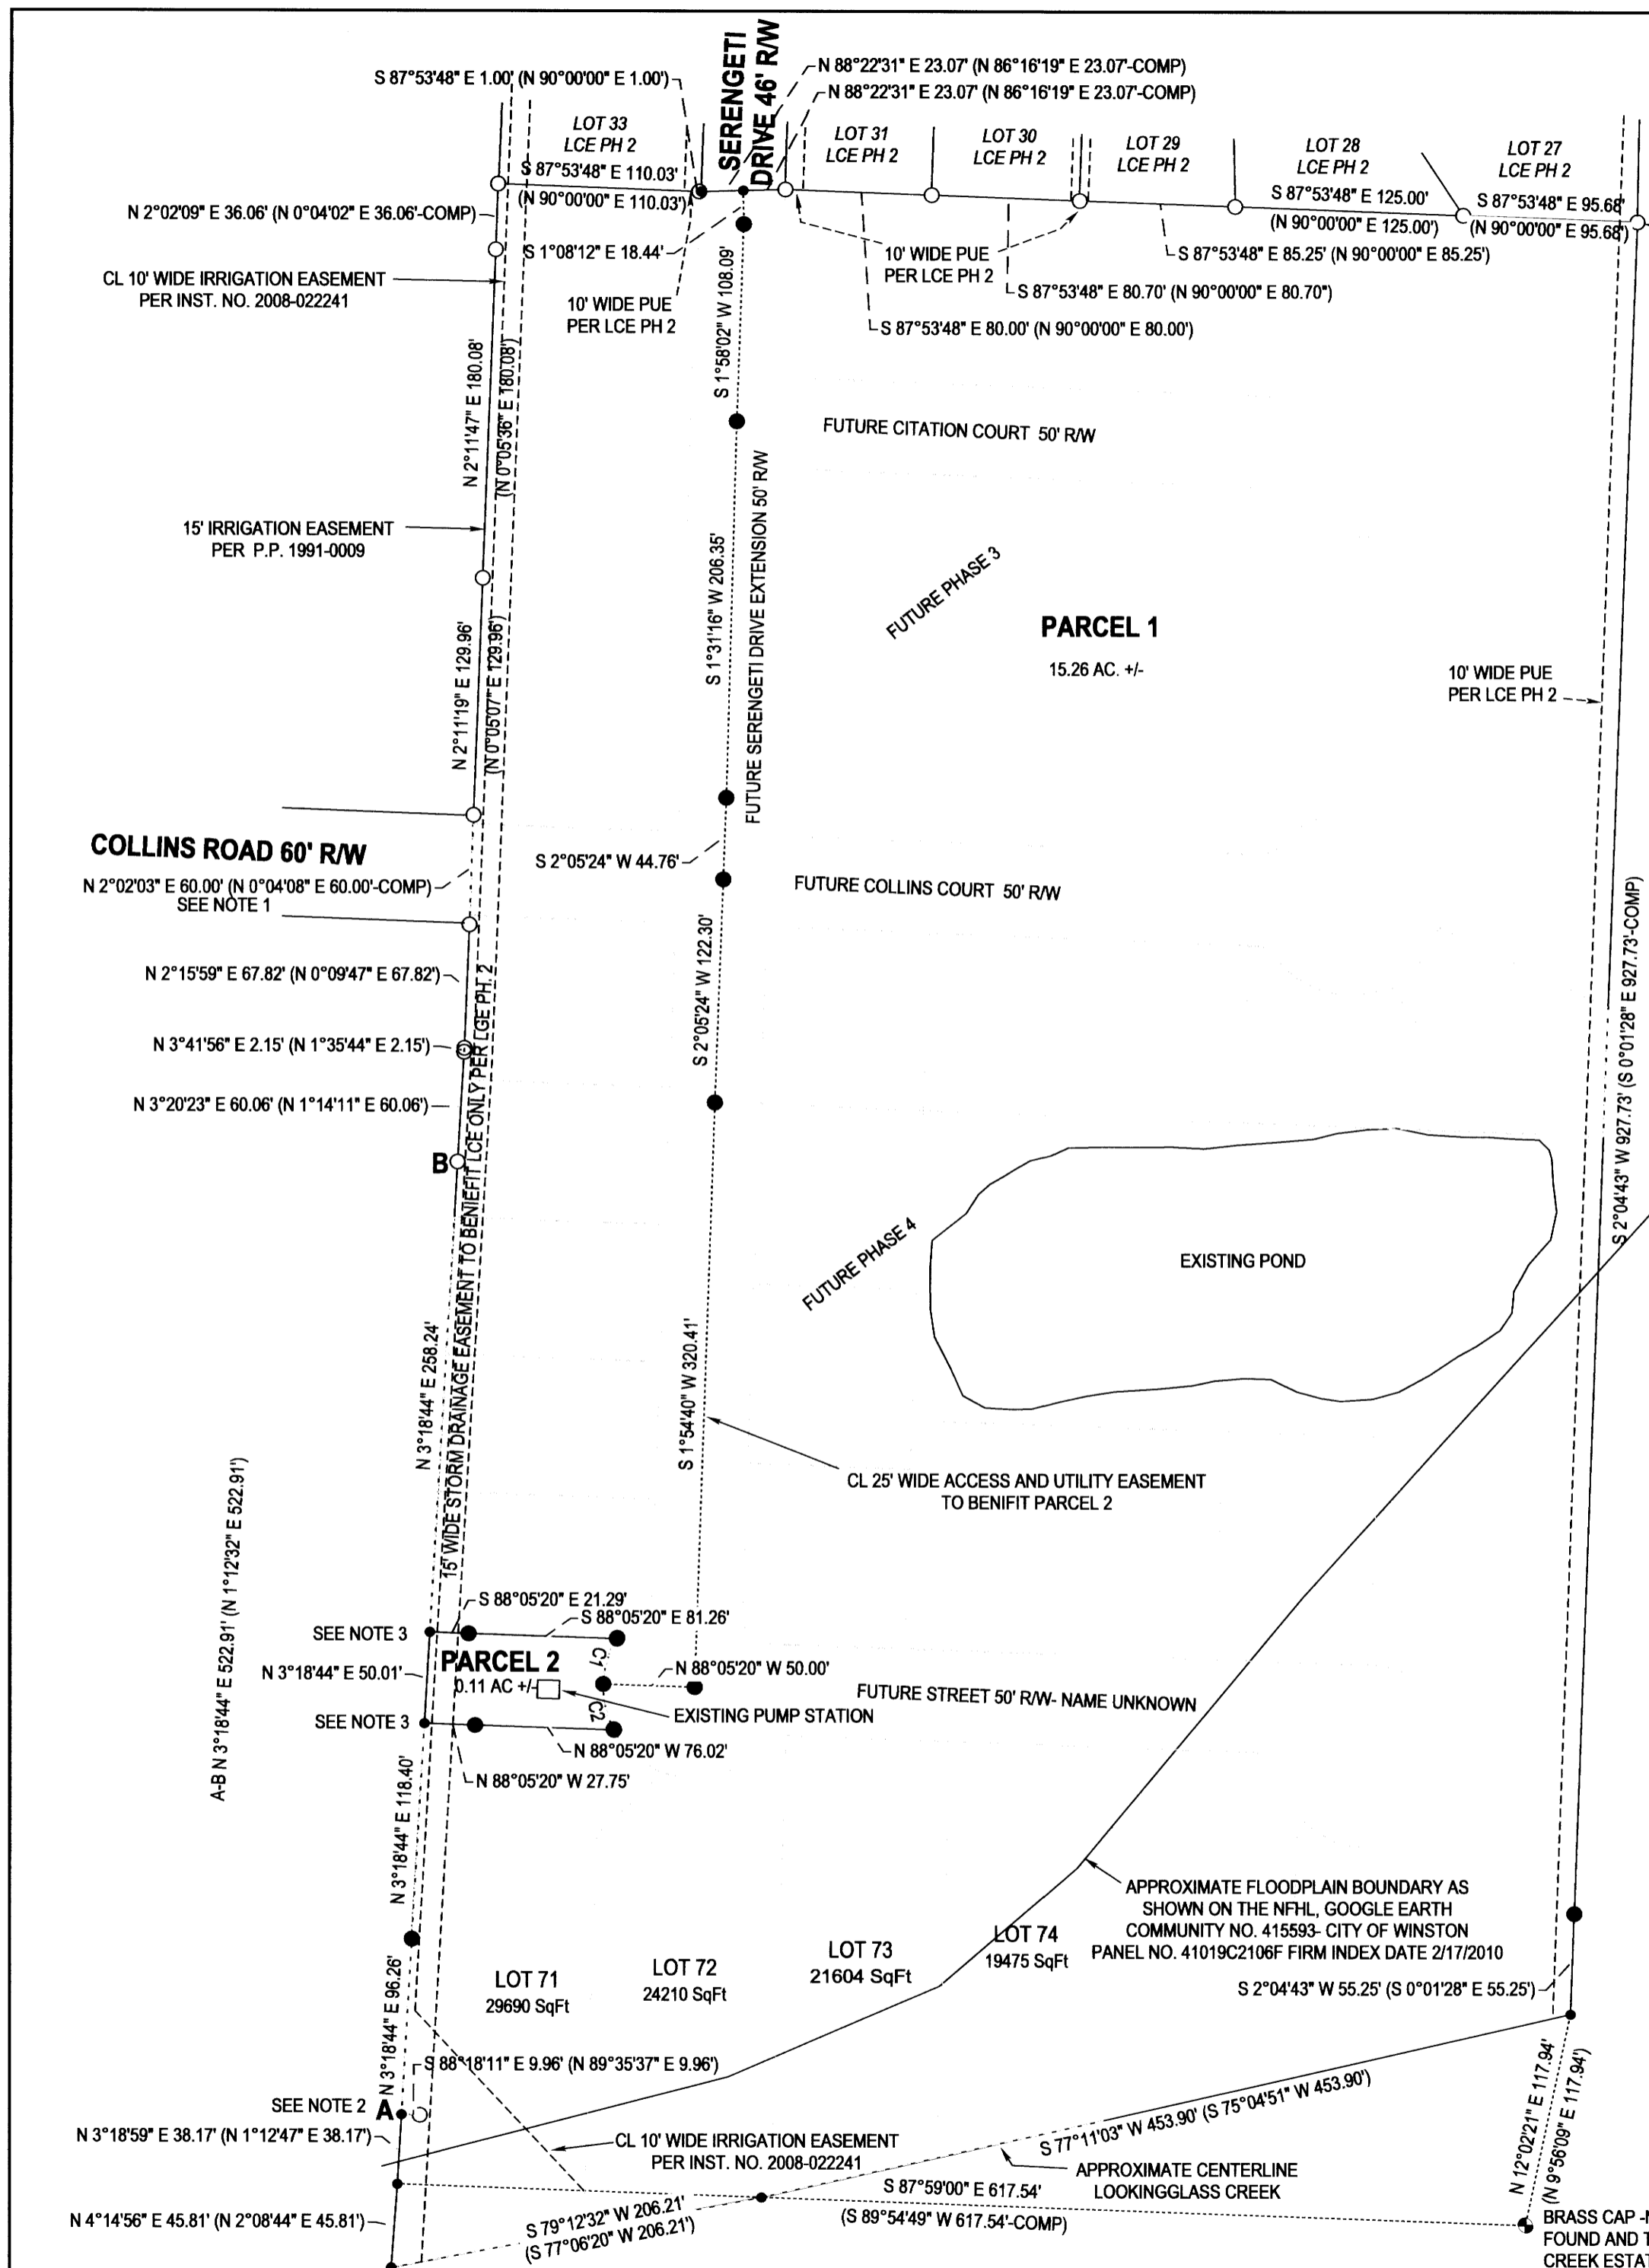 SERENGETI
DRIVE 46' R/W
S 87°53'48" E 1.00' (N 90°00'00" E 1.00')
N 88°22'31" E 23.07' (N 86°16'19" E 23.07'-COMP)
N 88°22'31" E 23.07' (N 86°16'19" E 23.07'-COMP)
LOT 33
LCE PH 2
LOT 31
LCE PH 2
LOT 30
LCE PH 2
LOT 29
LCE PH 2
LOT 28
LCE PH 2
LOT 27
LCE PH 2
S 87°53'48" E 110.03'
(N 90°00'00" E 110.03')
S 87°53'48" E 125.00'
(N 90°00'00" E 125.00')
S 87°53'48" E 95.68'
(N 90°00'00" E 95.68')
N 2°02'09" E 36.06' (N 0°04'02" E 36.06'-COMP)
S 1°08'12" E 18.44'
10' WIDE PUE
PER LCE PH 2
S 87°53'48" E 85.25' (N 90°00'00" E 85.25')
CL 10' WIDE IRRIGATION EASEMENT
PER INST. NO. 2008-022241
10' WIDE PUE
PER LCE PH 2
S 87°53'48" E 80.70' (N 90°00'00" E 80.70")
S 87°53'48" E 80.00' (N 90°00'00" E 80.00')
S 1°58'02" W 108.09'
N 2°11'47" E 180.08'
(N 0°05'36" E 180.08')
FUTURE CITATION COURT 50' R/W
15' IRRIGATION EASEMENT
PER P.P. 1991-0009
S 1°31'16" W 206.35'
FUTURE SERENGETI DRIVE EXTENSION 50' R/W
FUTURE PHASE 3
PARCEL 1
15.26 AC. +/-
10' WIDE PUE
PER LCE PH 2
N 2°11'19" E 129.96'
(N 0°05'07" E 129.96')
COLLINS ROAD 60' R/W
N 2°02'03" E 60.00' (N 0°04'08" E 60.00'-COMP)
SEE NOTE 1
S 2°05'24" W 44.76'
FUTURE COLLINS COURT 50' R/W
N 2°15'59" E 67.82' (N 0°09'47" E 67.82')
S 2°05'24" W 122.30'
N 3°41'56" E 2.15' (N 1°35'44" E 2.15')
N 3°20'23" E 60.06' (N 1°14'11" E 60.06')
B
15' WIDE STORM DRAINAGE EASEMENT TO BENIEFIT LCE ONLY PER LCE PH. 2
S 2°04'43" W 927.73' (S 0°01'28" E 927.73'-COMP)
FUTURE PHASE 4
EXISTING POND
N 3°18'44" E 258.24'
S 1°54'40" W 320.41'
CL 25' WIDE ACCESS AND UTILITY EASEMENT
TO BENIFIT PARCEL 2
A-B N 3°18'44" E 522.91' (N 1°12'32" E 522.91')
S 88°05'20" E 21.29'
S 88°05'20" E 81.26'
SEE NOTE 3
PARCEL 2
0.11 AC +/-
C1
N 3°18'44" E 50.01'
N 88°05'20" W 50.00'
C2
FUTURE STREET 50' R/W- NAME UNKNOWN
SEE NOTE 3
EXISTING PUMP STATION
N 88°05'20" W 76.02'
N 88°05'20" W 27.75'
N 3°18'44" E 118.40'
APPROXIMATE FLOODPLAIN BOUNDARY AS
SHOWN ON THE NFHL, GOOGLE EARTH
COMMUNITY NO. 415593- CITY OF WINSTON
PANEL NO. 41019C2106F FIRM INDEX DATE 2/17/2010
LOT 71
29690 SqFt
LOT 72
24210 SqFt
LOT 73
21604 SqFt
LOT 74
19475 SqFt
S 2°04'43" W 55.25' (S 0°01'28" E 55.25')
N 3°18'44" E 96.26'
S 88°18'11" E 9.96' (N 89°35'37" E 9.96')
SEE NOTE 2
A
N 3°18'59" E 38.17' (N 1°12'47" E 38.17')
CL 10' WIDE IRRIGATION EASEMENT
PER INST. NO. 2008-022241
S 77°11'03" W 453.90' (S 75°04'51" W 453.90')
APPROXIMATE CENTERLINE
LOOKINGGLASS CREEK
N 12°02'21" E 117.94'
(N 9°56'09" E 117.94')
S 87°59'00" E 617.54'
(S 89°54'49" W 617.54'-COMP)
N 4°14'56" E 45.81' (N 2°08'44" E 45.81')
S 79°12'32" W 206.21'
(S 77°06'20" W 206.21')
BRASS CAP
FOUND AND
CREEK